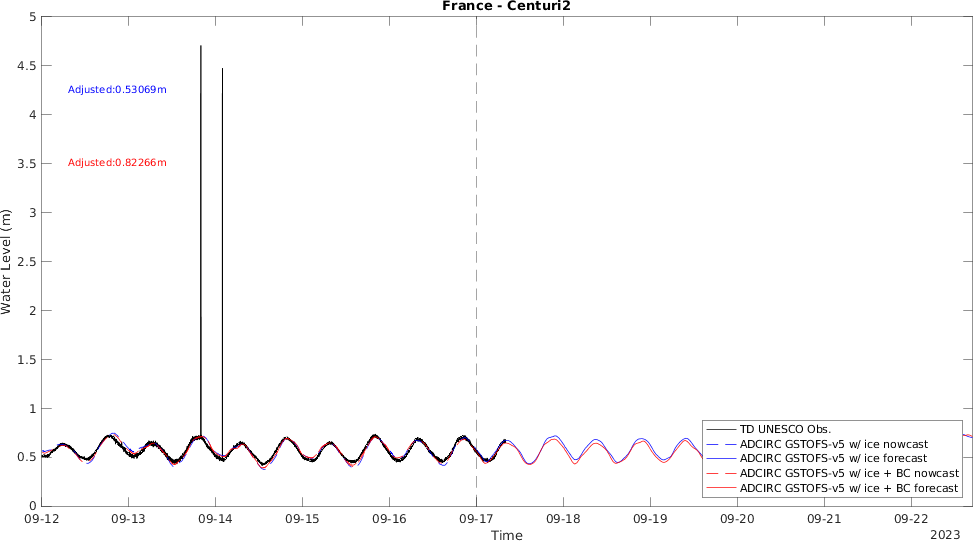 France - Centuri2
5
4.5
4
3.5
3
2.5
2
1.5
1
0.5
0
Water Level (m)
Adjusted:0.53069m
Adjusted:0.82266m
TD UNESCO Obs.
ADCIRC GSTOFS-v5 w/ ice nowcast
ADCIRC GSTOFS-v5 w/ ice forecast
ADCIRC GSTOFS-v5 w/ ice + BC nowcast
ADCIRC GSTOFS-v5 w/ ice + BC forecast
09-12 09-13 09-14 09-15 09-16 09-17 09-18 09-19 09-20 09-21 09-22
Time
2023